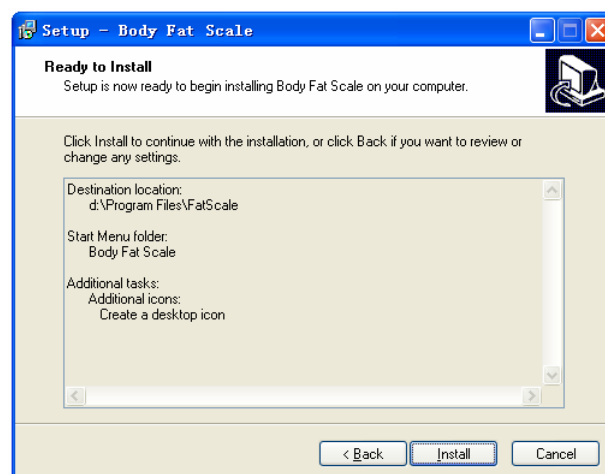 Setup - Body Fat Scale
Ready to Install
Setup is now ready to begin installing Body Fat Scale on your computer.
Click Install to continue with the installation, or click Back if you want to review or
change any settings.
Destination location:
d:\Program Files\FatScale
Start Menu folder:
Body Fat Scale
Additional tasks:
Additional icons:
Create a desktop icon
< Back
Install
Cancel